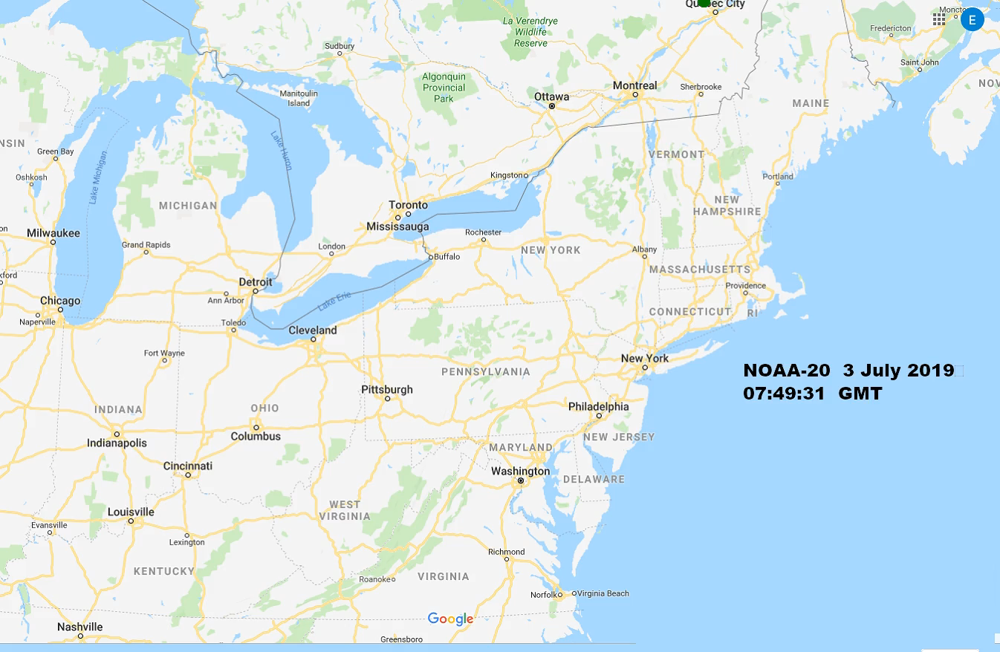 Québec City
Moncto
E
La Verendrye
Wildlife
Reserve
Fredericton
Sudbury
Saint John
Algonquin
Provincial
Park
NOV
Manitoulin
Island
Ottawa
Montreal
Sherbrooke
MAINE
NSIN
Green Bay
Lake Huron
VERMONT
Oshkosh
Lake Michigan
Kingston
Portland
MICHIGAN
Toronto
NEW
HAMPSHIRE
on
Milwaukee
Mississauga
Rochester
Grand Rapids
London
Buffalo
NEW YORK
Albany
kford
Detroit
MASSACHUSETTS
Ann Arbor
Lake Erie
Providence
Chicago
Naperville
Toledo
Cleveland
CONNECTICUT
RI
Fort Wayne
New York
PENNSYLVANIA
NOAA-20 3 July 2019
07:49:31 GMT
Pittsburgh
INDIANA
OHIO
Philadelphia
Indianapolis
Columbus
NEW JERSEY
MARYLAND
Cincinnati
Washington
DELAWARE
Louisville
WEST
VIRGINIA
Evansville
Lexington
Richmond
KENTUCKY
Roanoke
VIRGINIA
Norfolk
Virginia Beach
Google
Nashville
Greensboro